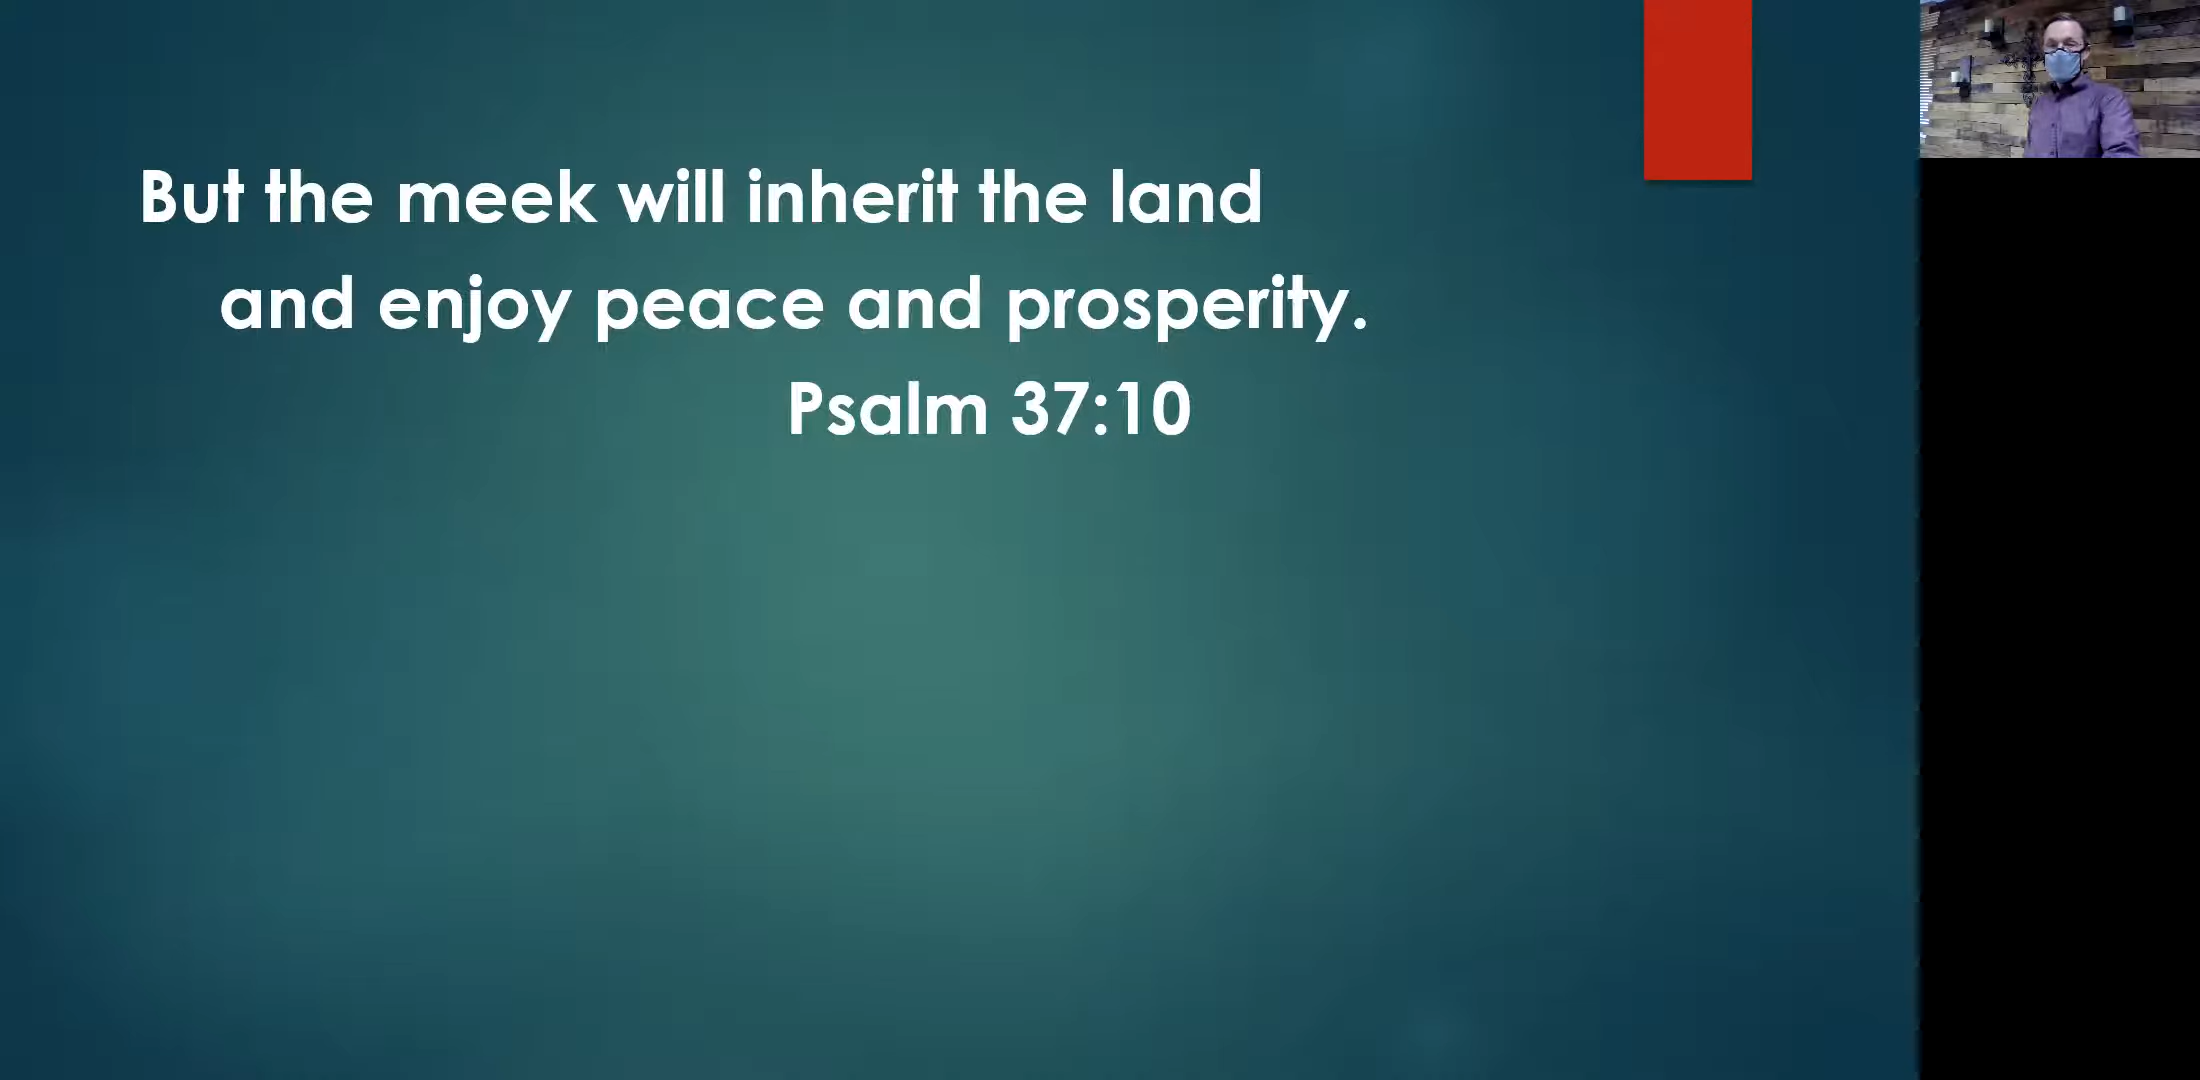 But the meek will inherit the land
and enjoy peace and prosperity.
Psalm 37:10